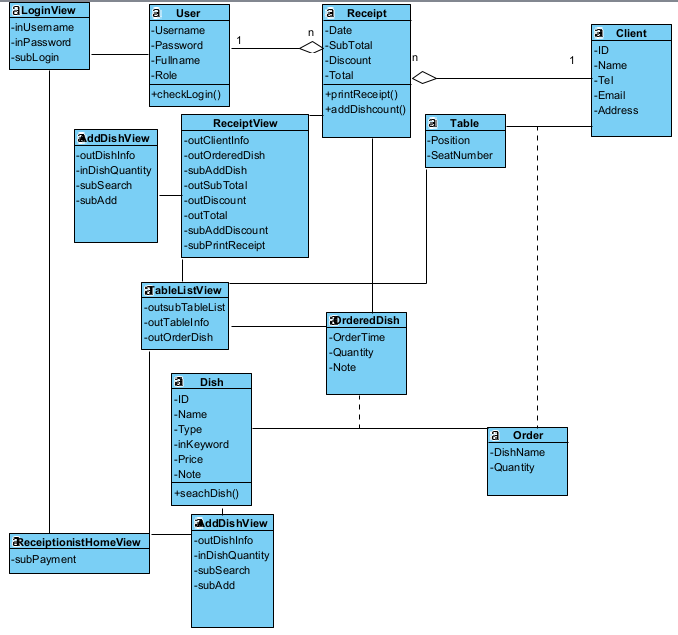 LoginView
-inUsername
-inPassword
-subLogin
User
-Username
-Password
-Fullname
-Role
+checkLogin()
1
n
Receipt
-Date
-SubTotal
-Discount
-Total
+printReceipt()
+addDishcount()
n
1
Client
-ID
-Name
-Tel
-Email
-Address
Table
-Position
-SeatNumber
ReceiptView
-outClientInfo
-outOrderedDish
-subAddDish
-outSubTotal
-outDiscount
-outTotal
-subAddDiscount
-subPrintReceipt
AddDishView
-outDishInfo
-inDishQuantity
-subSearch
-subAdd
TableListView
-outsubTableList
-outTableInfo
-outOrderDish
OrderedDish
-OrderTime
-Quantity
-Note
Dish
-ID
-Name
-Type
-inKeyword
-Price
-Note
+seachDish()
Order
-DishName
-Quantity
AddDishView
-outDishInfo
-inDishQuantity
-subSearch
-subAdd
ReceiptionistHomeView
-subPayment